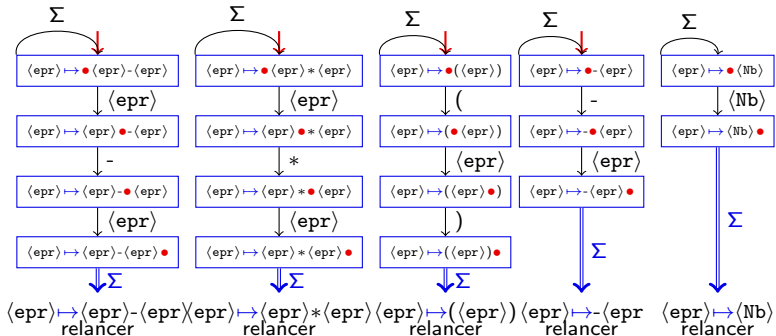 Σ Σ Σ Σ Σ
⟨epr⟩↦•⟨epr⟩-⟨epr⟩ ⟨epr⟩↦•⟨epr⟩*⟨epr⟩ ⟨epr⟩↦•(⟨epr⟩) ⟨epr⟩↦•-⟨epr⟩ ⟨epr⟩↦•⟨Nb⟩
⟨epr⟩ ⟨epr⟩ ( - ⟨Nb⟩
⟨epr⟩↦⟨epr⟩•-⟨epr⟩ ⟨epr⟩↦⟨epr⟩•*⟨epr⟩ ⟨epr⟩↦(•⟨epr⟩) ⟨epr⟩↦-•⟨epr⟩ ⟨epr⟩↦⟨Nb⟩•
- * ⟨epr⟩ ⟨epr⟩
⟨epr⟩↦⟨epr⟩-•⟨epr⟩ ⟨epr⟩↦⟨epr⟩*•⟨epr⟩ ⟨epr⟩↦(⟨epr⟩•) ⟨epr⟩↦-⟨epr⟩•
⟨epr⟩ ⟨epr⟩ ) Σ Σ
⟨epr⟩↦⟨epr⟩-⟨epr⟩• ⟨epr⟩↦⟨epr⟩*⟨epr⟩• ⟨epr⟩↦(⟨epr⟩)•
Σ Σ Σ
⟨epr⟩↦⟨epr⟩-⟨epr⟩ ⟨epr⟩↦⟨epr⟩*⟨epr⟩ ⟨epr⟩↦(⟨epr⟩) ⟨epr⟩↦-⟨epr ⟨epr⟩↦⟨Nb⟩
relancer relancer relancer relancer relancer